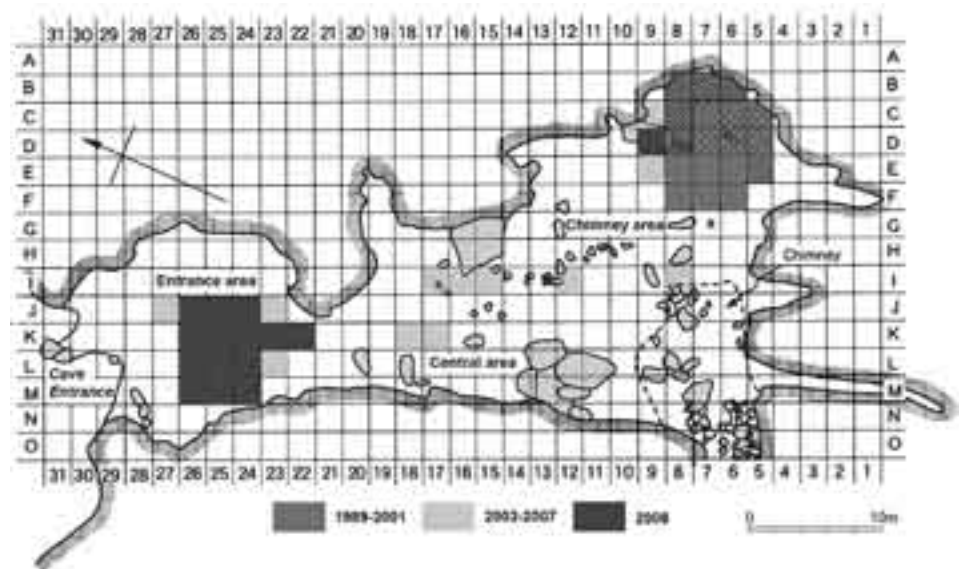 31 30 29 28 27 26 25 24 23 22 21 20 19 18 17 16 15 14 13 12 11 10 9 8 7 6 5 4 3 2 1
A A
B B
C C
D D
E E
F F
G Chimney area G
H Chimney H
I Entrance area I
J J
K K
L Cave Central area L
M Entrance M
N N
O O
31 30 29 28 27 26 25 24 23 22 21 20 19 18 17 16 15 14 13 12 11 10 9 8 7 6 5 4 3 2 1
1989-2001 2003-2007 2008 0 10m